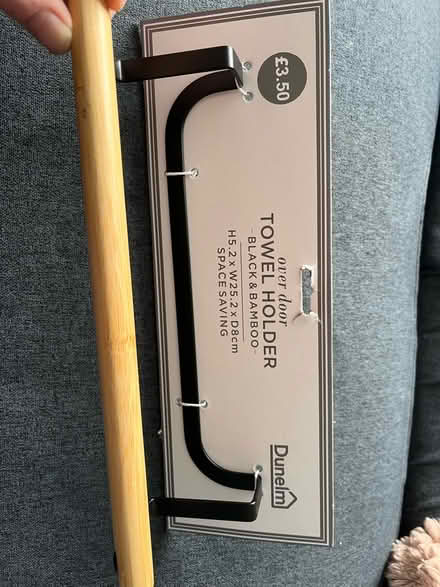 £3.50
over door
TOWEL HOLDER
-BLACK & BAMBOO-
H5.2 x W25.2 x D8cm
SPACE SAVING
Dunelm